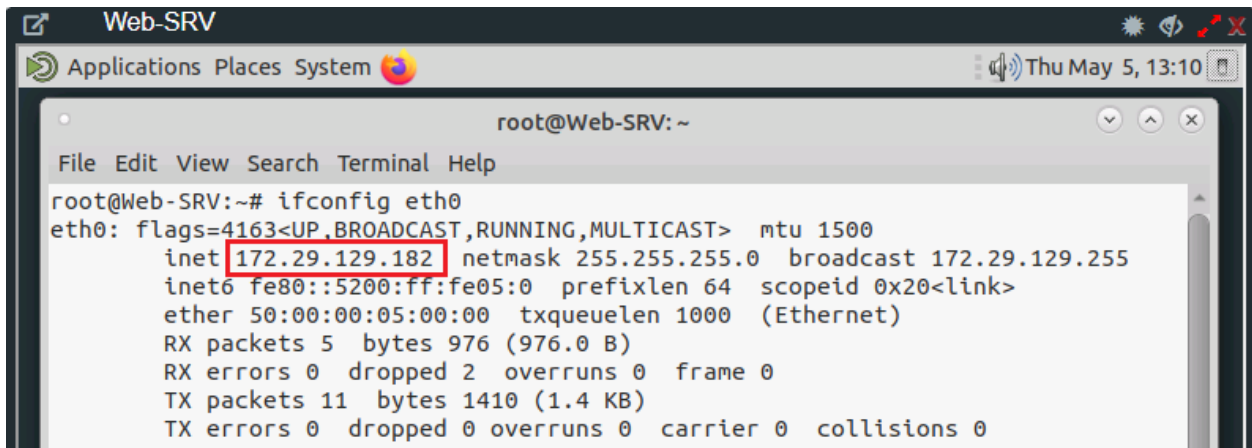 Web-SRV
Applications Places System Thu May 5, 13:10
root@Web-SRV: ~
File Edit View Search Terminal Help
root@Web-SRV:~# ifconfig eth0
eth0: flags=4163<UP,BROADCAST,RUNNING,MULTICAST>  mtu 1500
        inet 172.29.129.182  netmask 255.255.255.0  broadcast 172.29.129.255
        inet6 fe80::5200:ff:fe05:0  prefixlen 64  scopeid 0x20<link>
        ether 50:00:00:05:00:00  txqueuelen 1000  (Ethernet)
        RX packets 5  bytes 976 (976.0 B)
        RX errors 0  dropped 2  overruns 0  frame 0
        TX packets 11  bytes 1410 (1.4 KB)
        TX errors 0  dropped 0 overruns 0  carrier 0  collisions 0